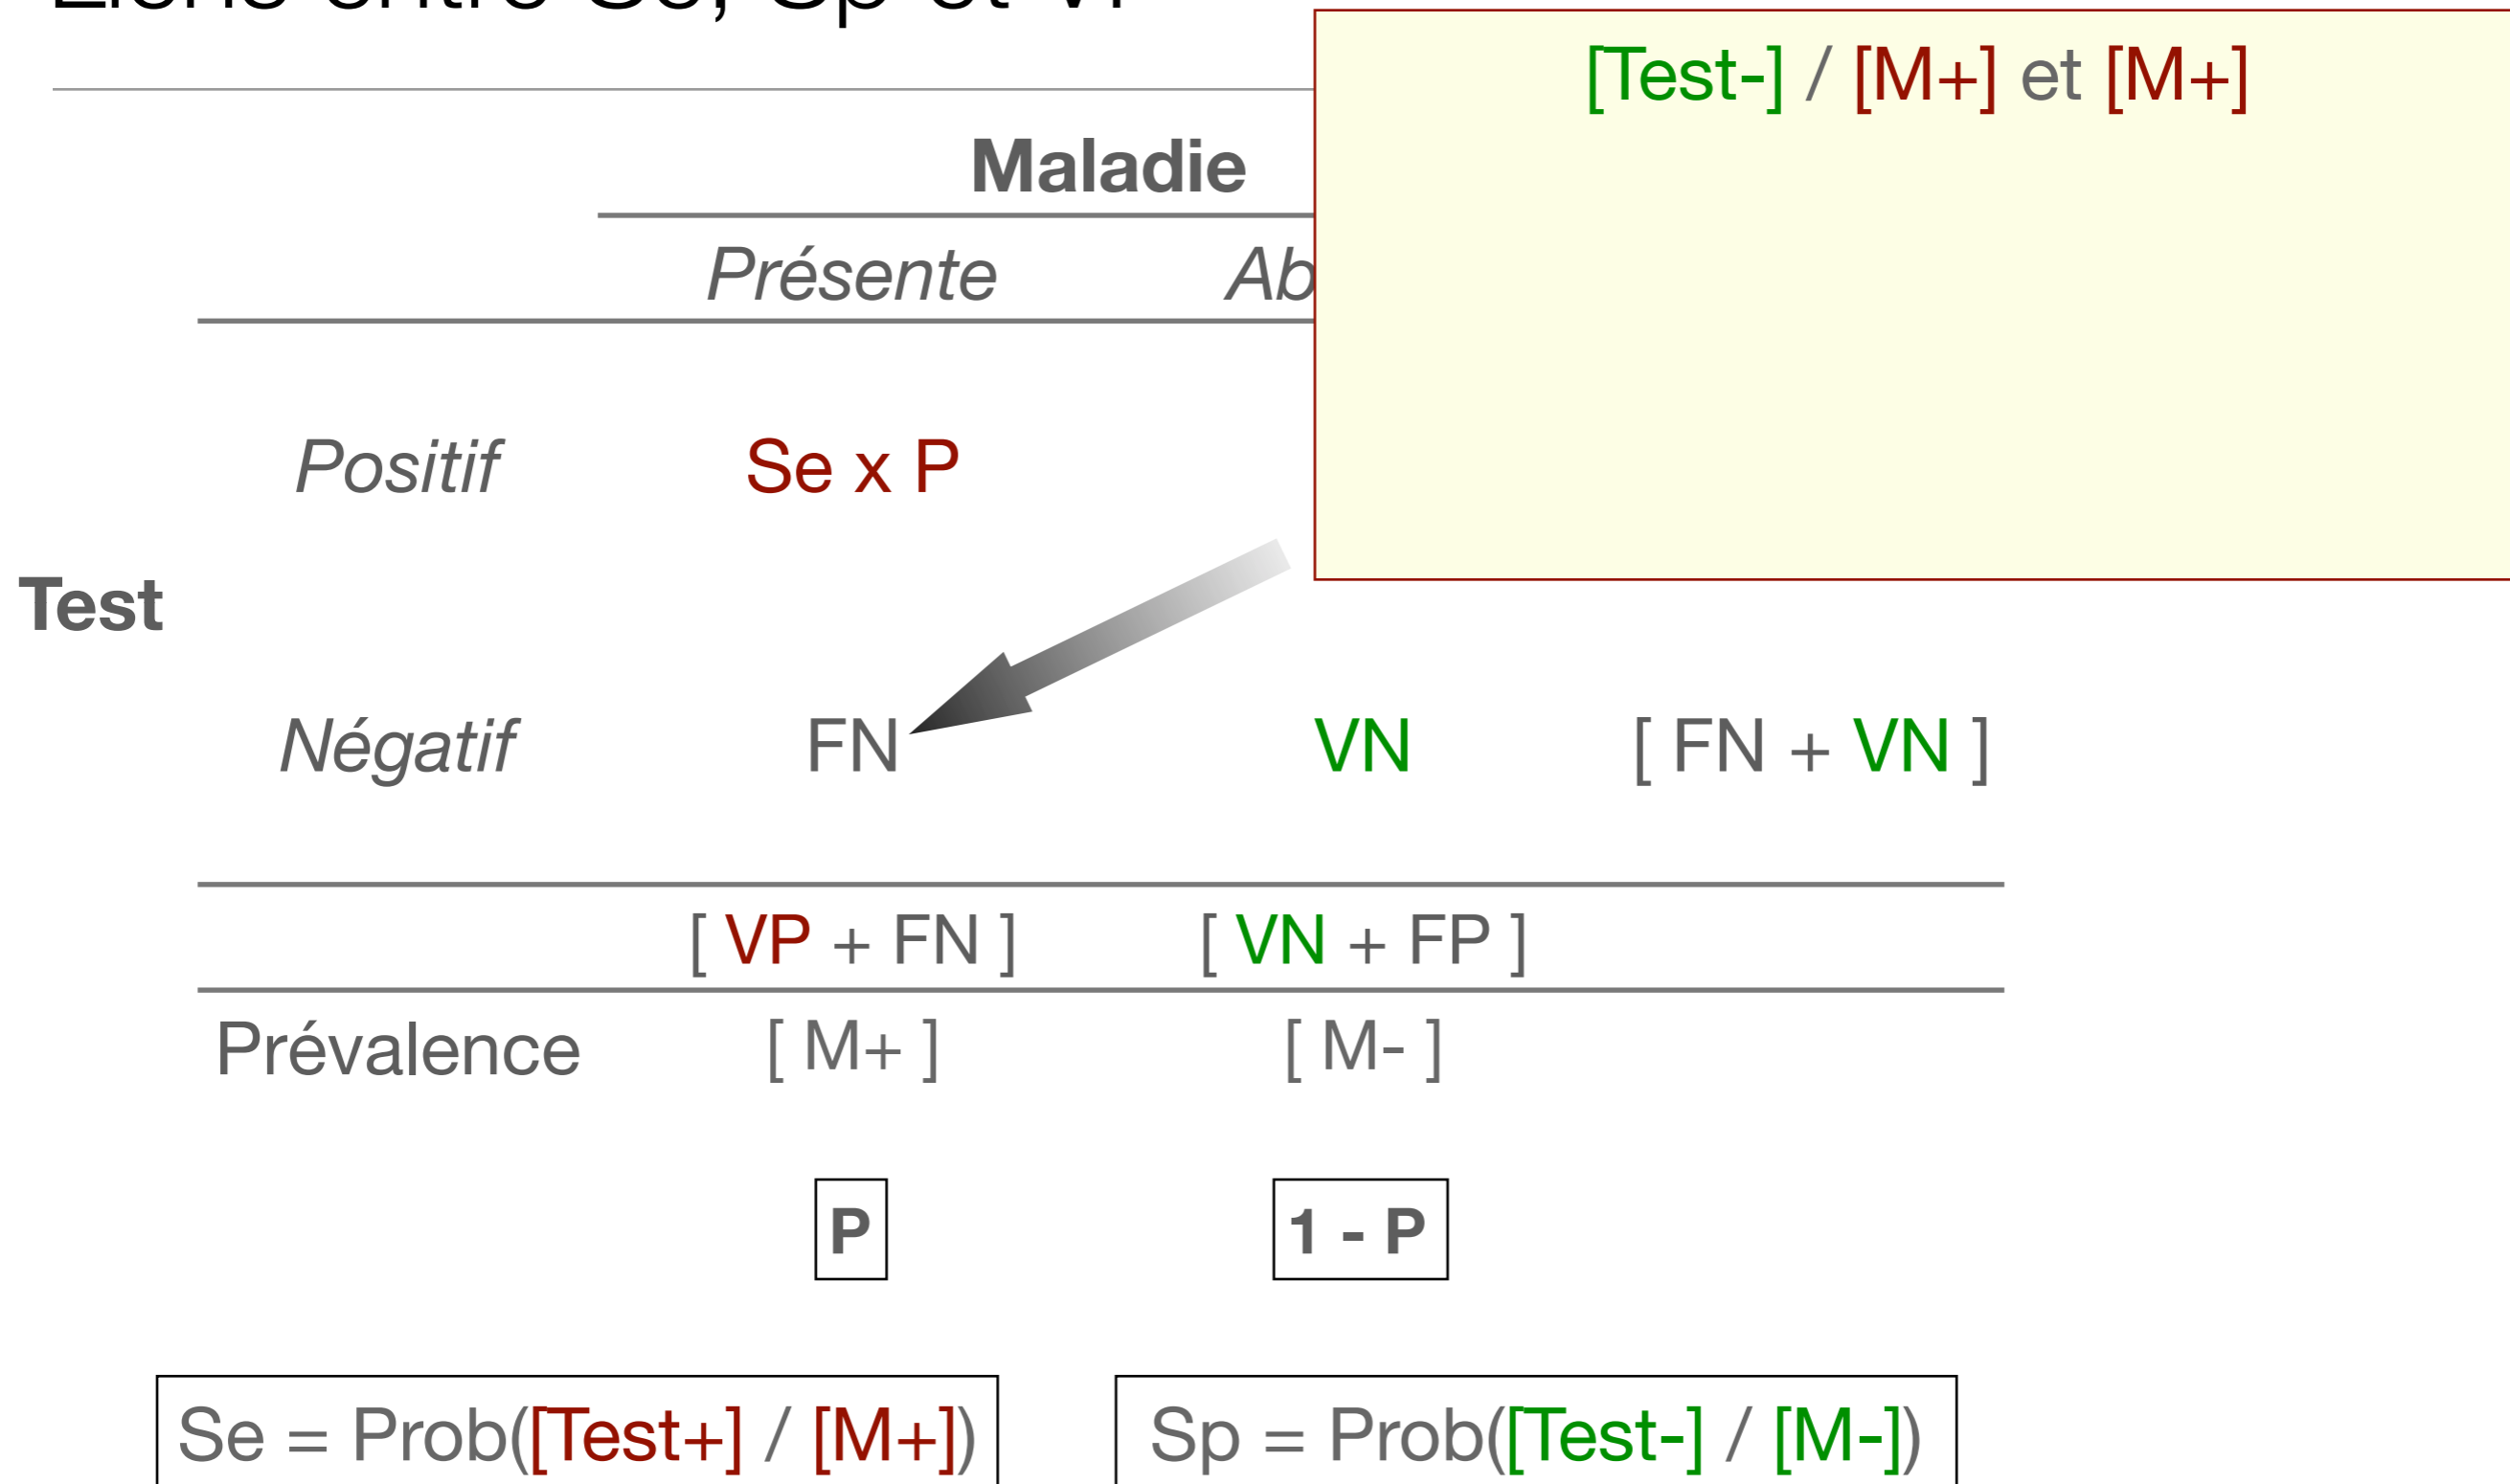 [Test-] / [M+] et [M+]
Maladie
Présente
Positif Se x P
Test
Négatif FN VN [ FN + VN ]
[ VP + FN ] [ VN + FP ]
Prévalence [ M+ ] [ M- ]
P 1 - P
Se = Prob([Test+] / [M+]) Sp = Prob([Test-] / [M-])